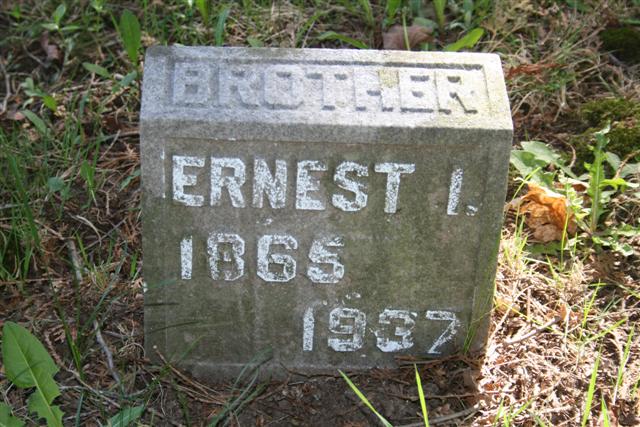 BROTHER
ERNEST I.
1865
1937